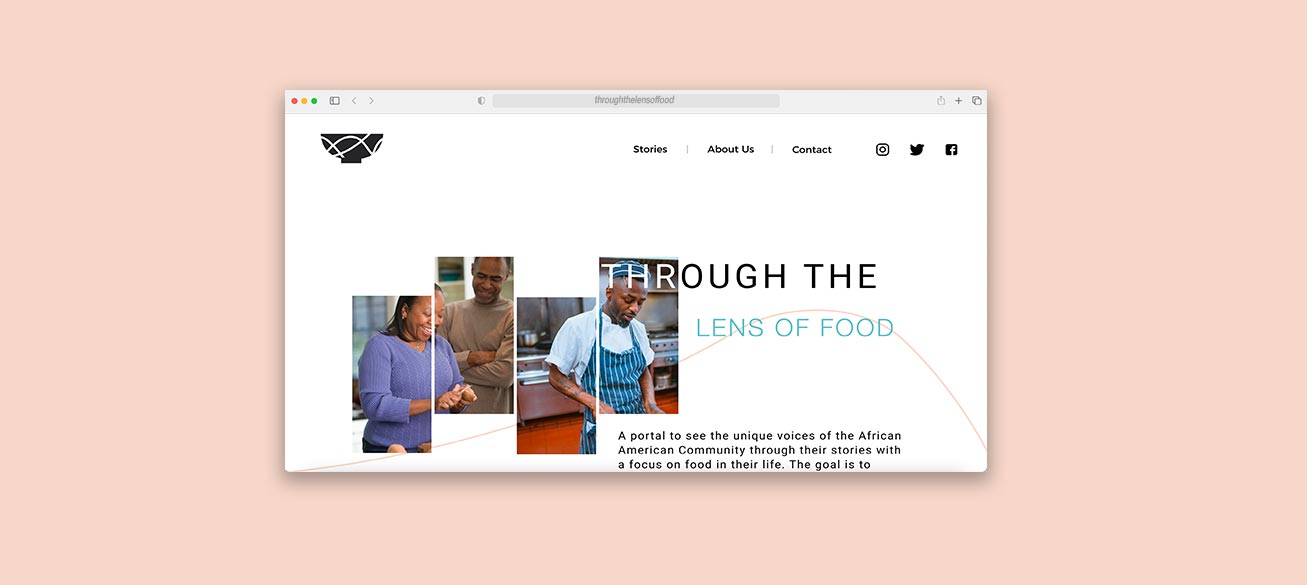 throughthelensoffood
Stories | About Us | Contact
THROUGH THE
LENS OF FOOD
A portal to see the unique voices of the African
American Community through their stories with
a focus on food in their life. The goal is to